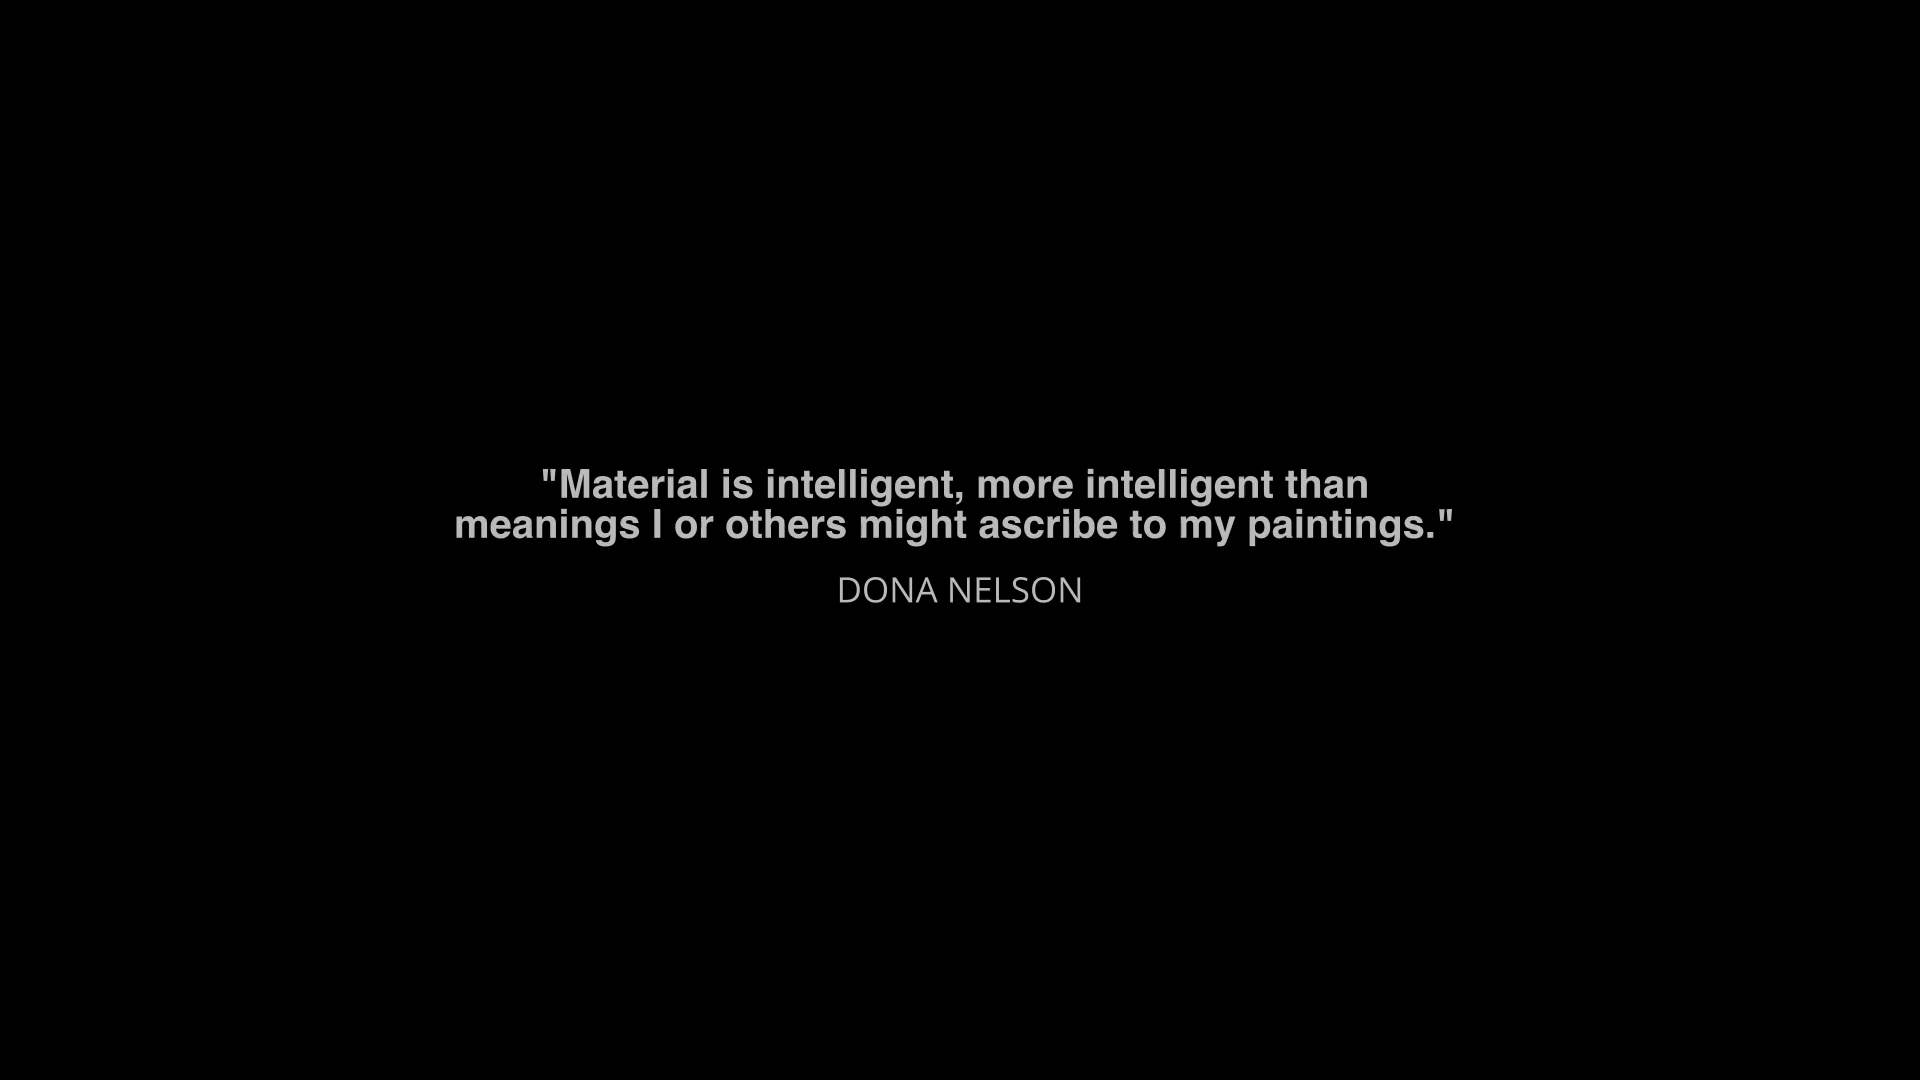 "Material is intelligent, more intelligent than
meanings I or others might ascribe to my paintings."
DONA NELSON